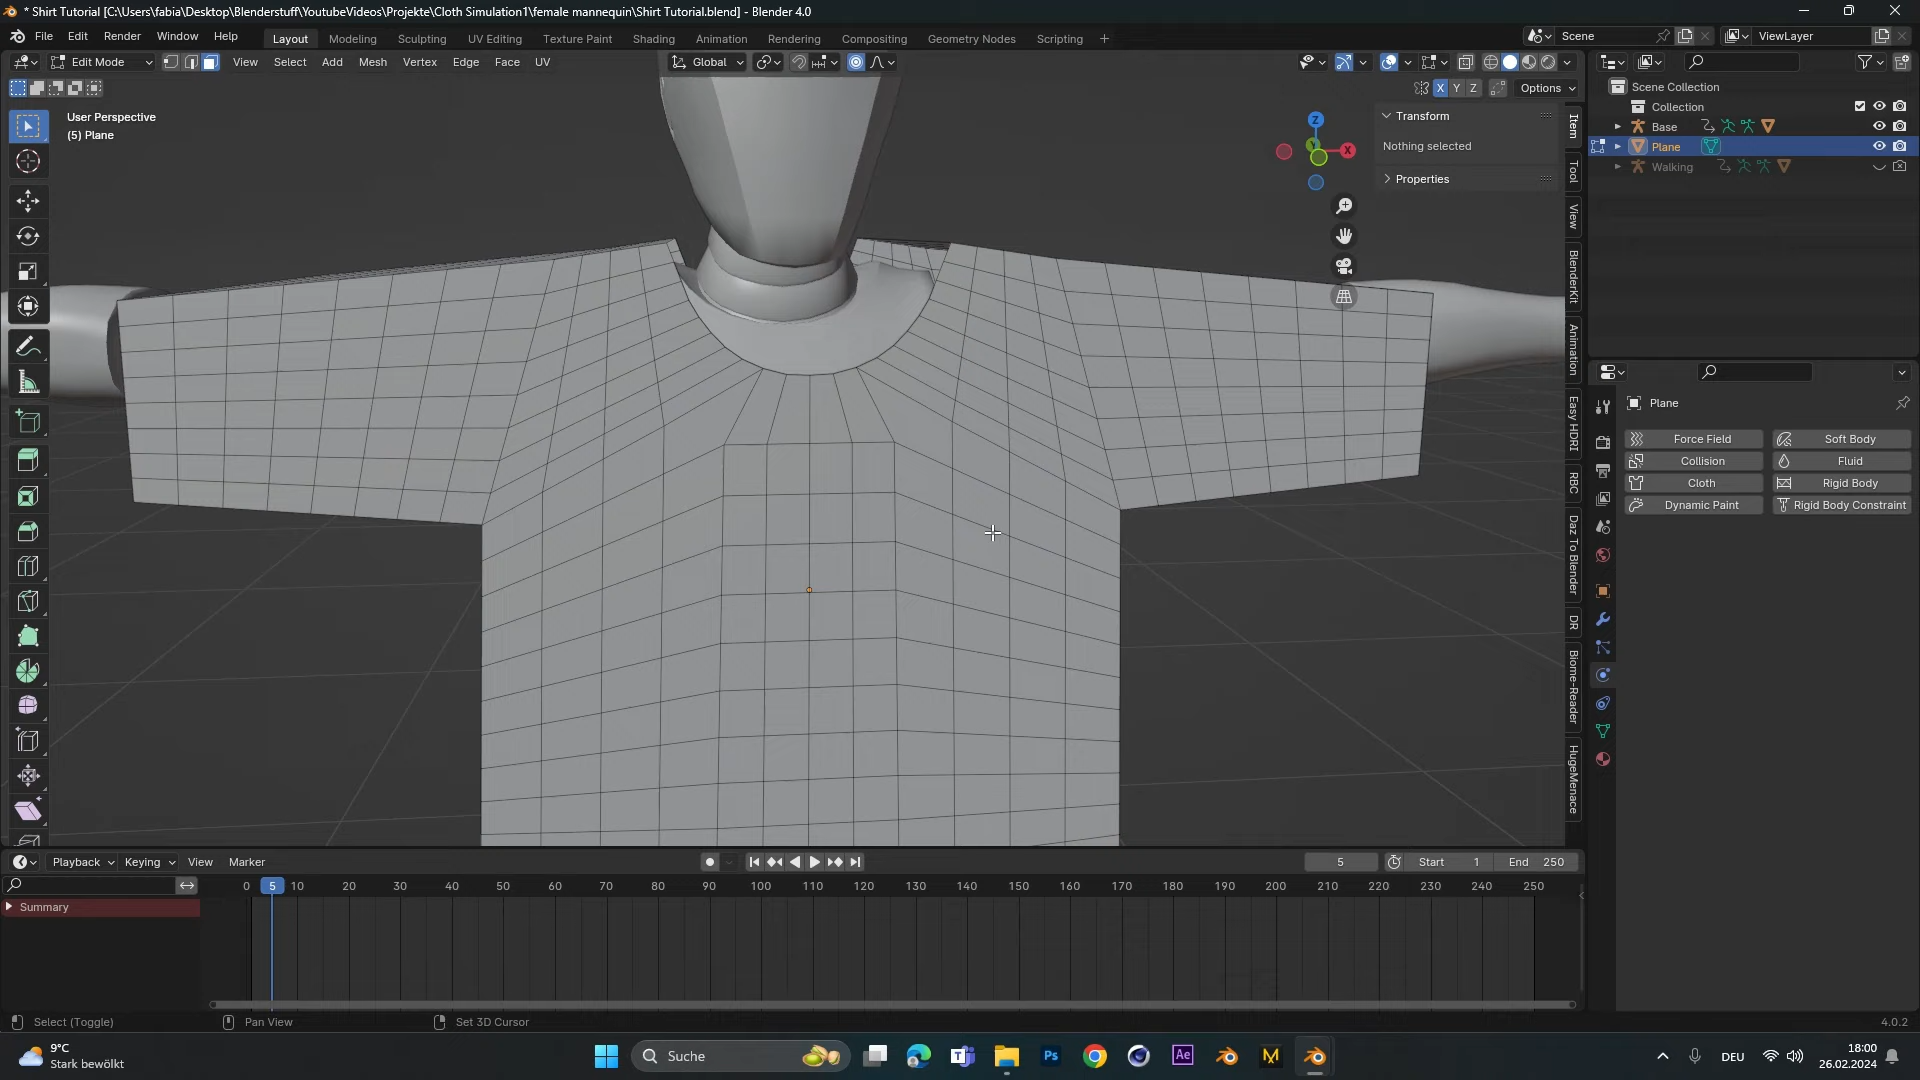 * Shirt Tutorial [C:\Users\fabia\Desktop\Blenderstuff\YoutubeVideos\Projekte\Cloth Simulation1\female mannequin\Shirt Tutorial.blend] - Blender 4.0
File Edit Render Window Help
Layout Modeling Sculpting UV Editing Texture Paint Shading Animation Rendering Compositing Geometry Nodes Scripting +
Scene
ViewLayer
Edit Mode View Select Add Mesh Vertex Edge Face UV
Global
X Y Z Options
User Perspective
(5) Plane
Z
Y
X
Transform
Nothing selected
Properties
Item
Tool
View
BlenderKit
Animation
Easy HDRI
RBC
Daz To Blender
DR
Biome-Reader
HugeMenace
Scene Collection
Collection
Base
Plane
Walking
Plane
Force Field Soft Body
Collision Fluid
Cloth Rigid Body
Dynamic Paint Rigid Body Constraint
Playback Keying View Marker
5 Start 1 End 250
0 5 10 20 30 40 50 60 70 80 90 100 110 120 130 140 150 160 170 180 190 200 210 220 230 240 250
Summary
Select (Toggle) Pan View Set 3D Cursor 4.0.2
9°C
Stark bewölkt
Suche
T
Ps
Ae
M
DEU
18:00
26.02.2024